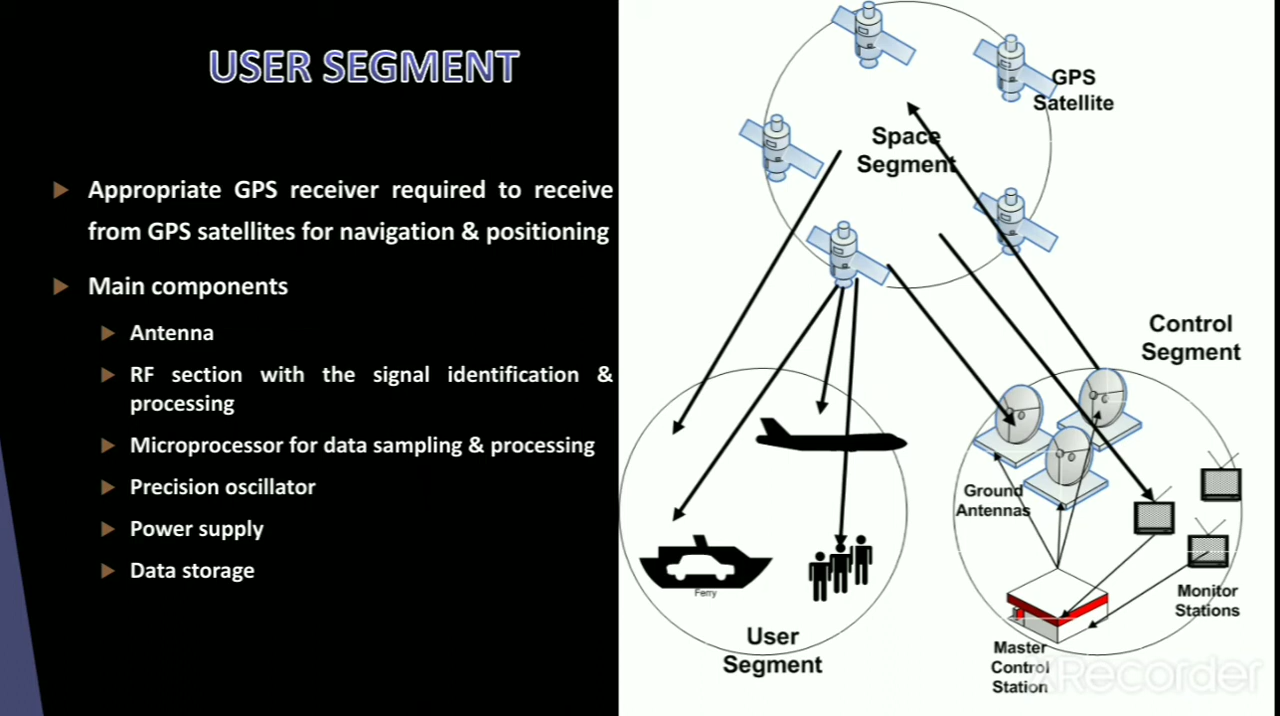 USER SEGMENT
Appropriate GPS receiver required to receive
from GPS satellites for navigation & positioning
Main components
Antenna
RF section with the signal identification &
processing
Microprocessor for data sampling & processing
Precision oscillator
Power supply
Data storage
GPS
Satellite
Space
Segment
Control
Segment
Ground
Antennas
Monitor
Stations
Ferry
User
Segment
Master
Control
Station
XRecorder